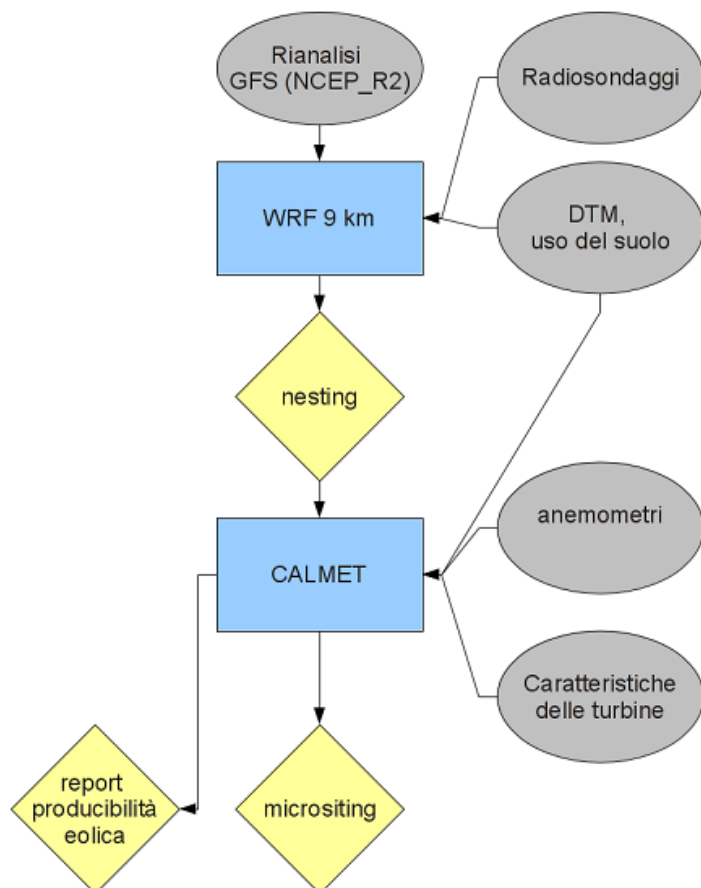 Rianalisi
GFS (NCEP_R2)
Radiosondaggi
WRF 9 km
DTM,
uso del suolo
nesting
anemometri
CALMET
Caratteristiche
delle turbine
report
producibilità
eolica
micrositing